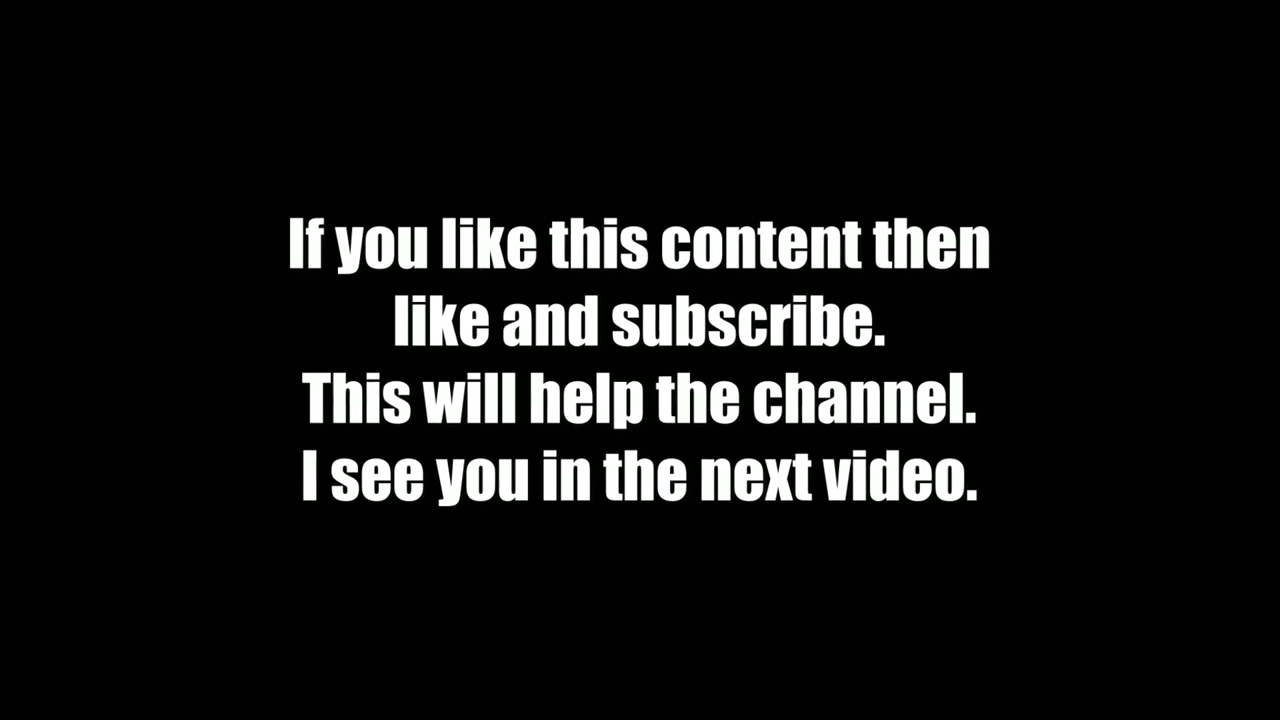 If you like this content then
like and subscribe.
This will help the channel.
I see you in the next video.